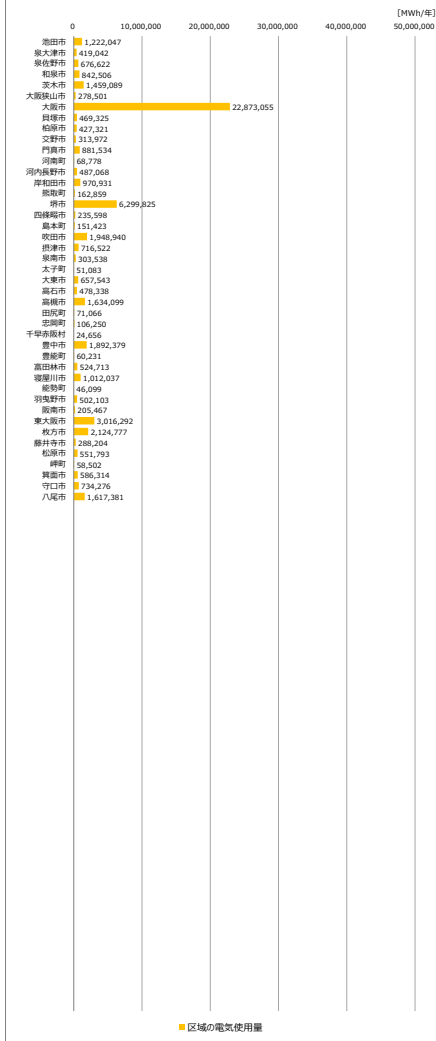 [MWh/年]
0 10,000,000 20,000,000 30,000,000 40,000,000 50,000,000
池田市 1,222,047
泉大津市 419,042
泉佐野市 676,622
和泉市 842,506
茨木市 1,459,089
大阪狭山市 278,501
大阪市 22,873,055
貝塚市 469,325
柏原市 427,321
交野市 313,972
門真市 881,534
河南町 68,778
河内長野市 487,068
岸和田市 970,931
熊取町 162,859
堺市 6,299,825
四條畷市 235,598
島本町 151,423
吹田市 1,948,940
摂津市 716,522
泉南市 303,538
太子町 51,083
大東市 657,543
高石市 478,338
高槻市 1,634,099
田尻町 71,066
忠岡町 106,250
千早赤阪村 24,656
豊中市 1,892,379
豊能町 60,231
富田林市 524,713
寝屋川市 1,012,037
能勢町 46,099
羽曳野市 502,103
阪南市 205,467
東大阪市 3,016,292
枚方市 2,124,777
藤井寺市 288,204
松原市 551,793
岬町 58,502
箕面市 586,314
守口市 734,276
八尾市 1,617,381
区域の電気使用量